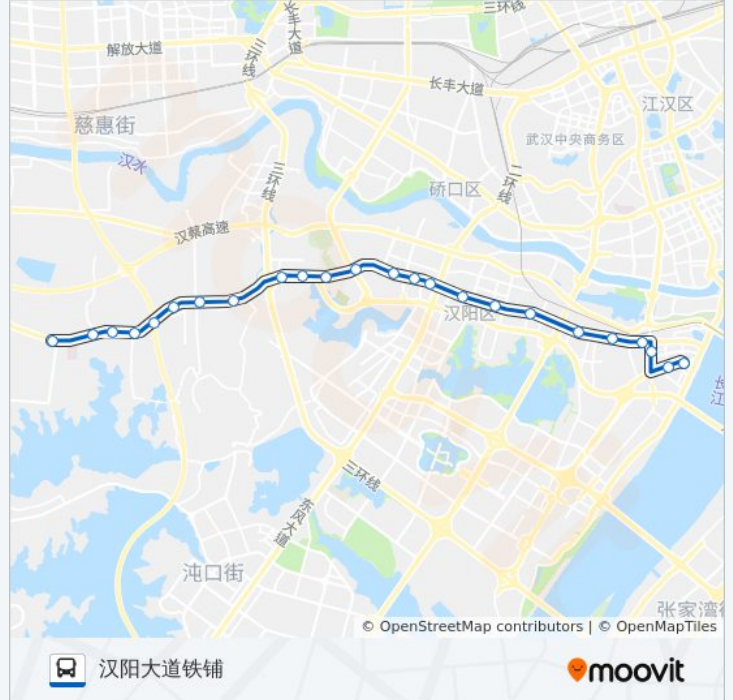 三环线
长丰大道
解放大道
三环线
长丰大道
江汉区
慈惠街
武汉中央商务区
汉水
三环线
硚口区
二环线
汉蔡高速
汉阳区
长江
三环线
东风大道
沌口街
张家湾街
© OpenStreetMap contributors | © OpenMapTiles
汉阳大道铁铺
moovit